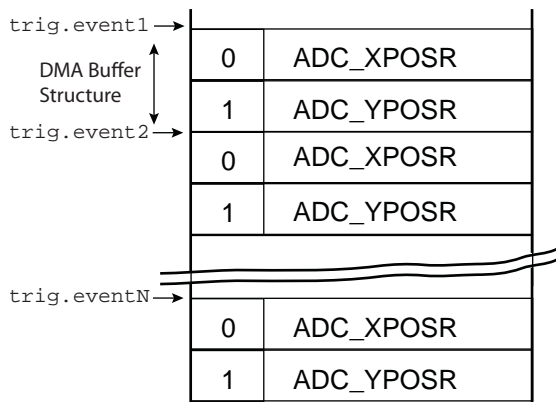 trig.event1
0 ADC_XPOSR
DMA Buffer
Structure
1 ADC_YPOSR
trig.event2
0 ADC_XPOSR
1 ADC_YPOSR
trig.eventN
0 ADC_XPOSR
1 ADC_YPOSR